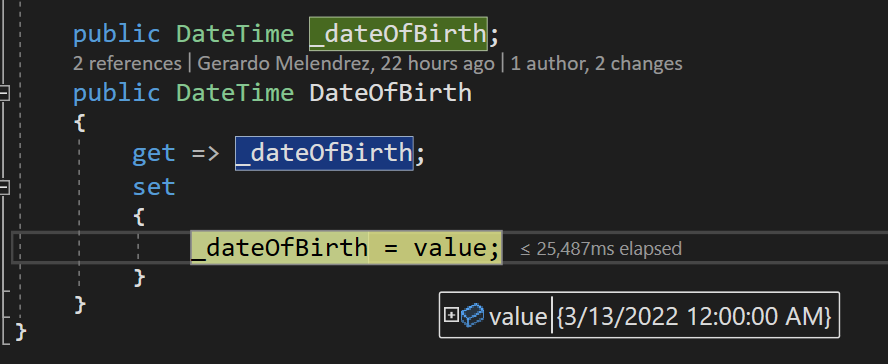 public DateTime _dateOfBirth;
2 references | Gerardo Melendrez, 22 hours ago | 1 author, 2 changes
public DateTime DateOfBirth
{
get => _dateOfBirth;
set
{
_dateOfBirth = value; ≤ 25,487ms elapsed
}
}
value {3/13/2022 12:00:00 AM}
}